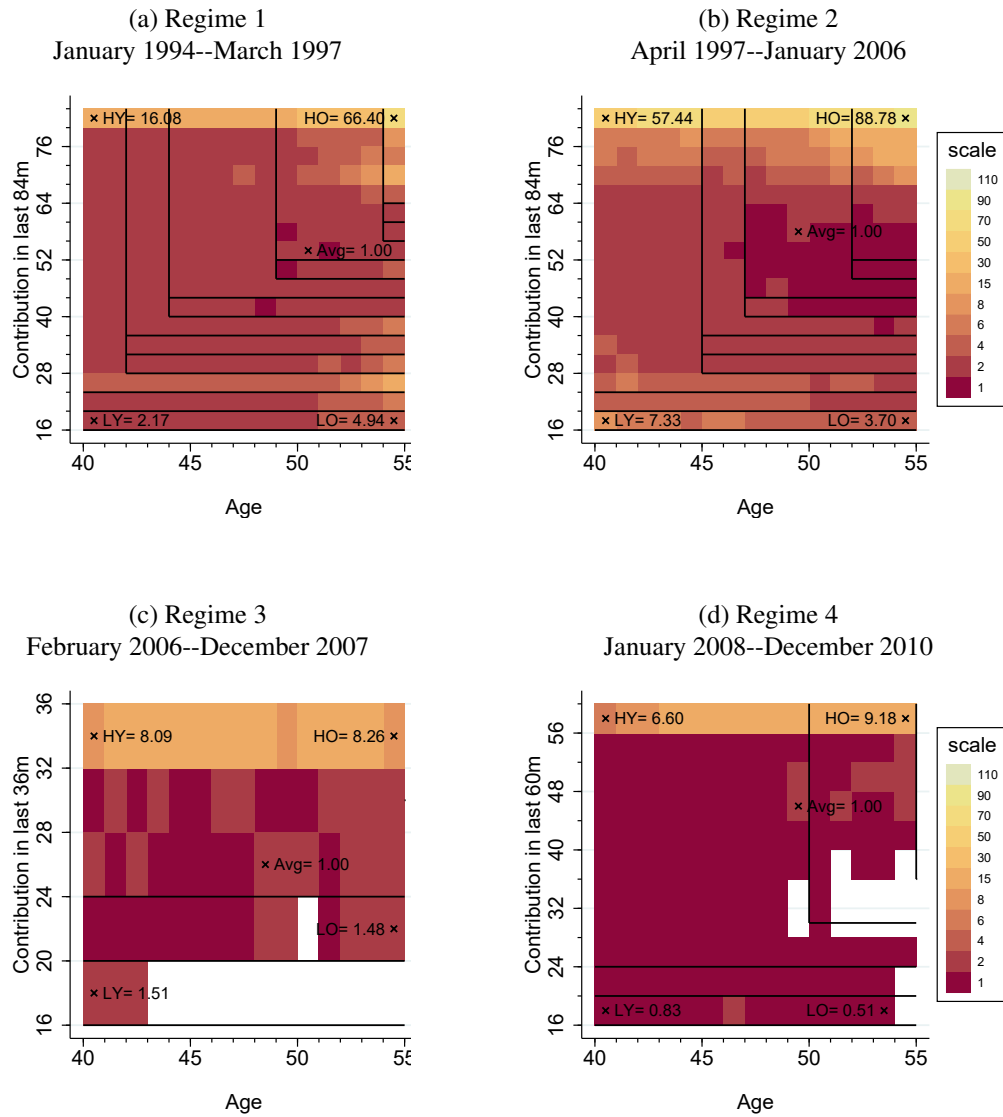 (a) Regime 1
January 1994--March 1997
(b) Regime 2
April 1997--January 2006
Contribution in last 84m
76
64
52
40
28
16
HY= 16.08
HO= 66.40
Avg= 1.00
LY= 2.17
LO= 4.94
40 45 50 55
Age
Contribution in last 84m
76
64
52
40
28
16
HY= 57.44
HO= 88.78
Avg= 1.00
LY= 7.33
LO= 3.70
40 45 50 55
Age
scale
110
90
70
50
30
15
8
6
4
2
1
(c) Regime 3
February 2006--December 2007
(d) Regime 4
January 2008--December 2010
Contribution in last 36m
36
32
28
24
20
16
HY= 8.09
HO= 8.26
Avg= 1.00
LO= 1.48
LY= 1.51
40 45 50 55
Age
Contribution in last 60m
56
48
40
32
24
16
HY= 6.60
HO= 9.18
Avg= 1.00
LY= 0.83
LO= 0.51
40 45 50 55
Age
scale
110
90
70
50
30
15
8
6
4
2
1